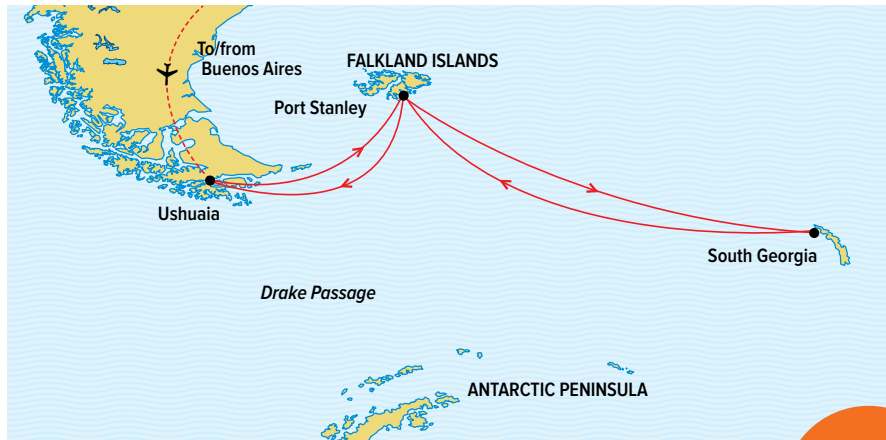 To/from
Buenos Aires
FALKLAND ISLANDS
Port Stanley
Ushuaia
South Georgia
Drake Passage
ANTARCTIC PENINSULA